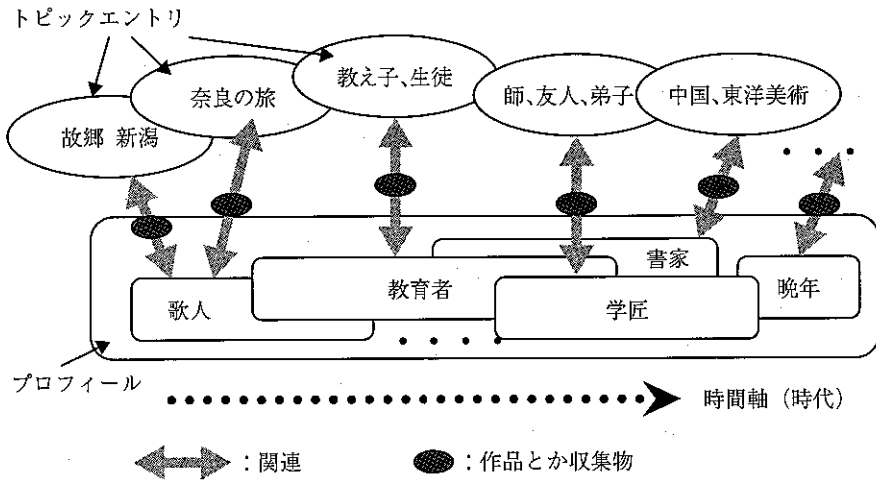 トピックエントリ
教え子、生徒
奈良の旅
師、友人、弟子
中国、東洋美術
故郷 新潟
書家
教育者
晩年
歌人
学匠
プロフィール
時間軸（時代）
：関連
：作品とか収集物